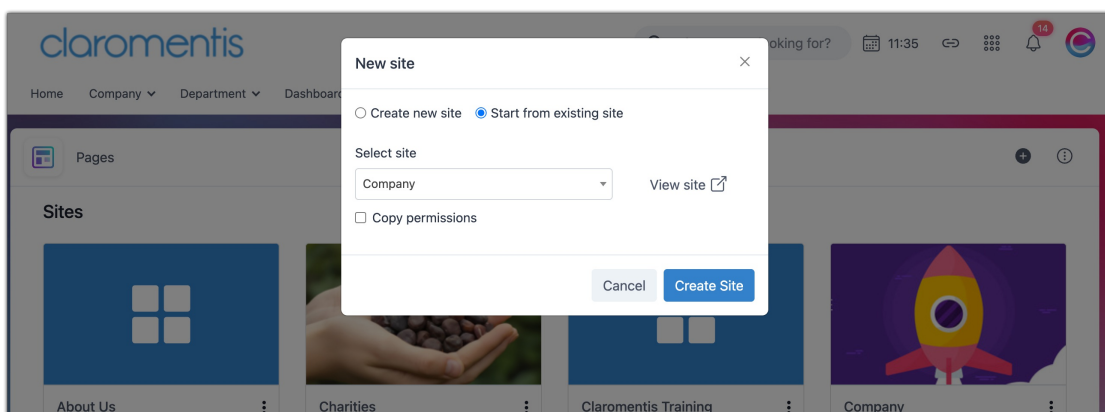 claromentis
oking for?
11:35
14
Home
Company
Department
Dashboar
New site
Create new site
Start from existing site
Select site
Company
View site
Copy permissions
Cancel
Create Site
Pages
Sites
About Us
Charities
Claromentis Training
Company